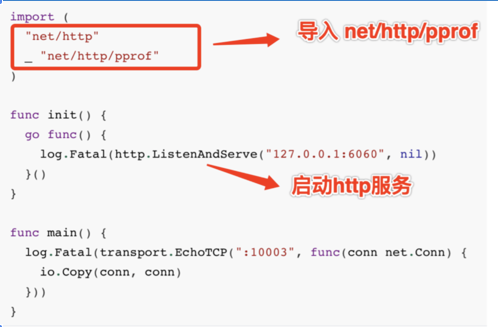 import (
"net/http"
_ "net/http/pprof"
)
导入 net/http/pprof
func init() {
go func() {
log.Fatal(http.ListenAndServe("127.0.0.1:6060", nil))
}()
}
启动http服务
func main() {
log.Fatal(transport.EchoTCP(":10003", func(conn net.Conn) {
io.Copy(conn, conn)
}))
}